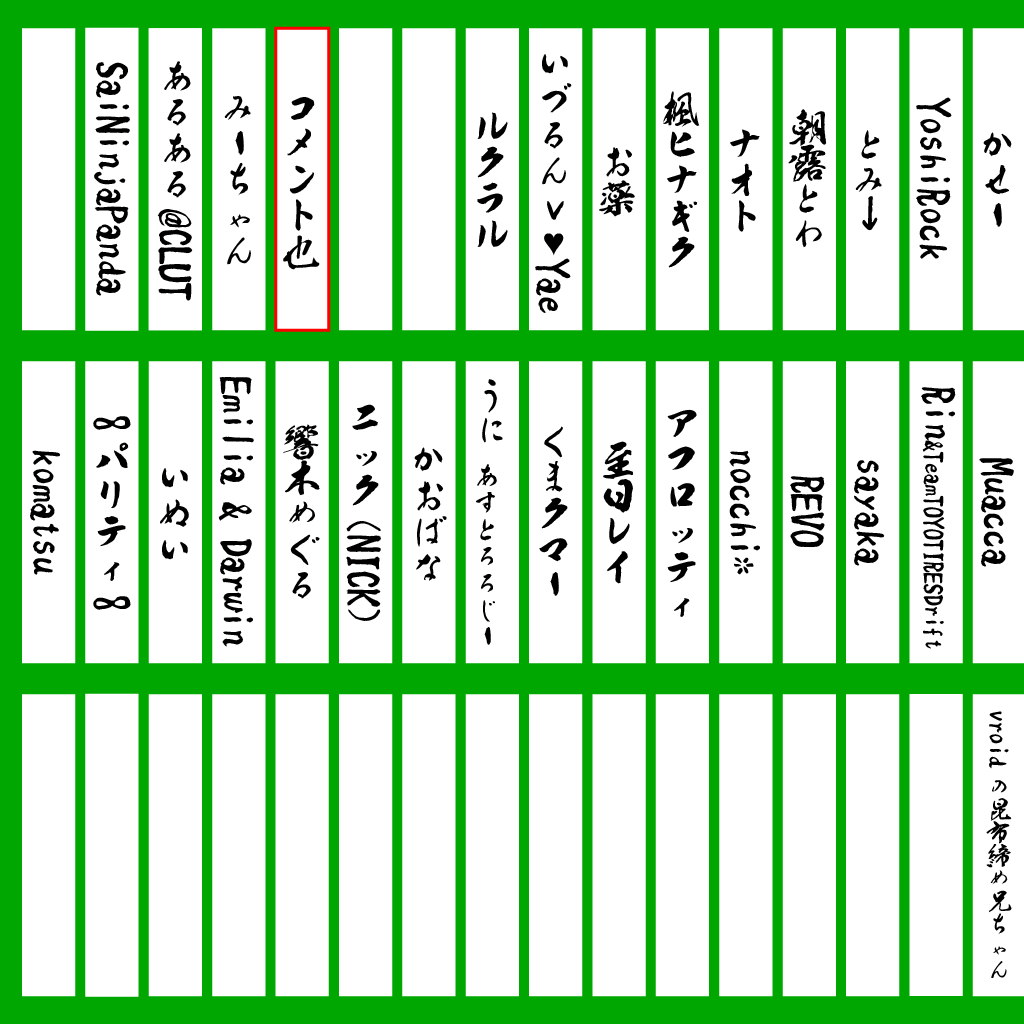 かせー
YoshiRock
とみー
朝露とわ
ナオト
楓ヒナギク
お薬
いづるんv♥Yae
ルクラル
コメント也
みーちゃん
あるある@CLUT
SaiNinjaPanda
Muacca
Rin&TeamTOYOTIRESDrift
sayaka
REVO
nocchi❊
アフロッティ
レイ
くまクマー
うに あすとろろじー
かおばな
ニック(NICK)
響木めぐる
Emilia & Darwin
いぬい
∞パリティ∞
komatsu
vroidの昆布締め兄ちゃん